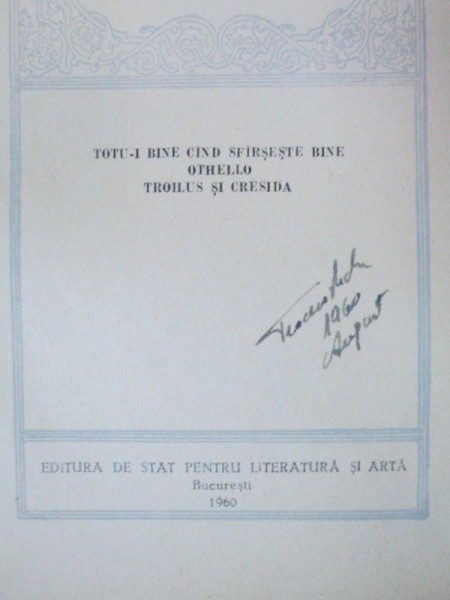 TOTU-I BINE CÎND SFÎRȘEȘTE BINE
OTHELLO
TROILUS ȘI CRESIDA
1960
August
EDITURA DE STAT PENTRU LITERATURĂ ȘI ARTĂ
București
1960